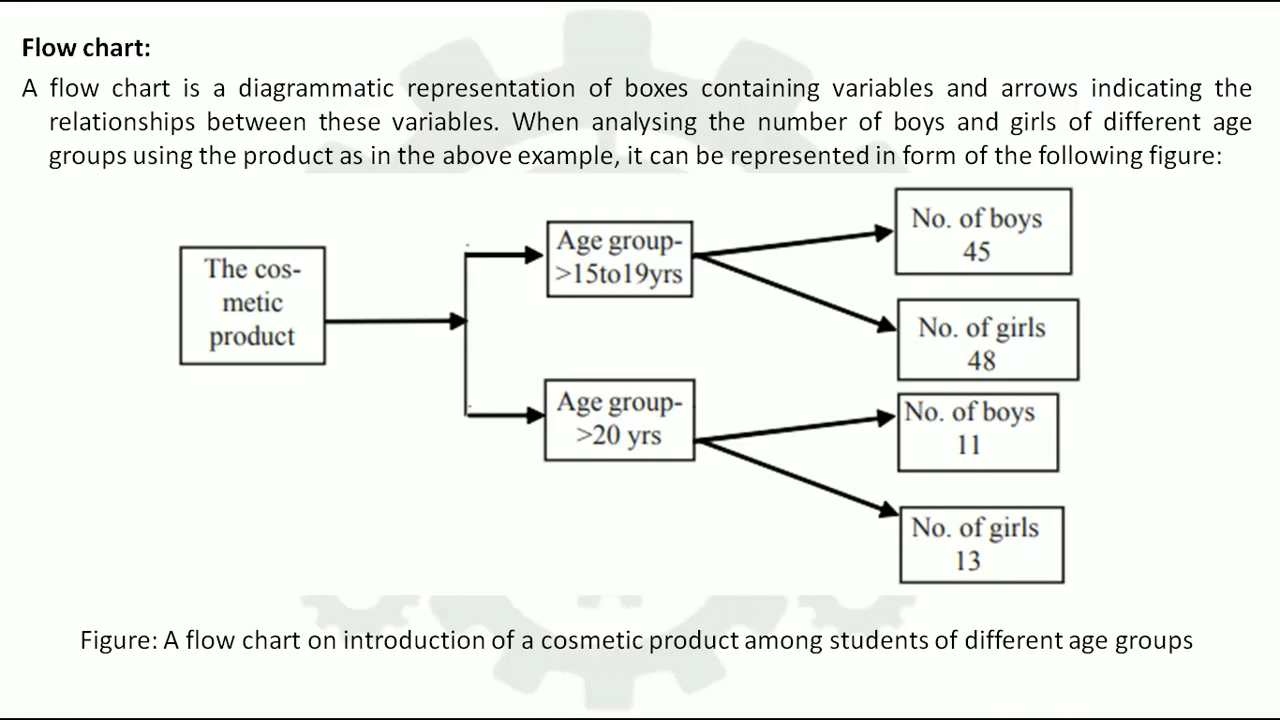 Flow chart:
A flow chart is a diagrammatic representation of boxes containing variables and arrows indicating the
relationships between these variables. When analysing the number of boys and girls of different age
groups using the product as in the above example, it can be represented in form of the following figure:
The cos-
metic
product
Age group-
>15to19yrs
No. of boys
45
No. of girls
48
Age group-
>20 yrs
No. of boys
11
No. of girls
13
Figure: A flow chart on introduction of a cosmetic product among students of different age groups